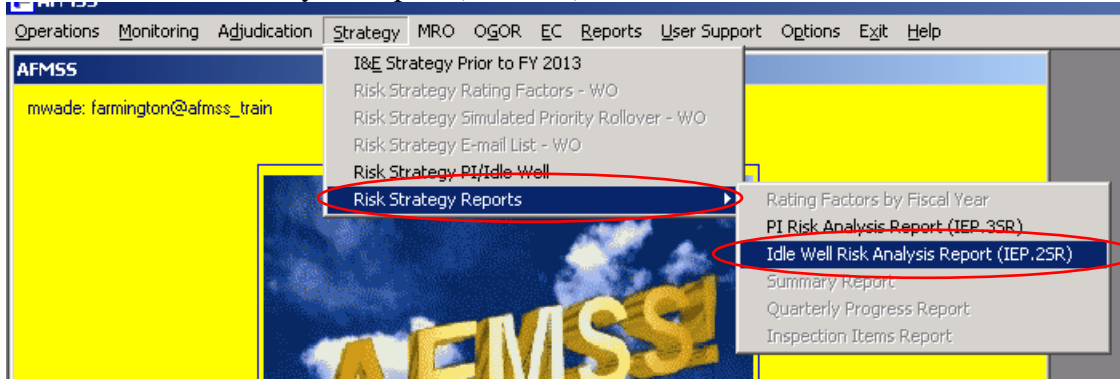 AFMSS
Operations Monitoring Adjudication Strategy MRO OGOR EC Reports User Support Options Exit Help
AFMSS
mwade: farmington@afmss_train
I&E Strategy Prior to FY 2013
Risk Strategy Rating Factors - WO
Risk Strategy Simulated Priority Rollover - WO
Risk Strategy E-mail List - WO
Risk Strategy PI/Idle Well
Risk Strategy Reports
Rating Factors by Fiscal Year
PI Risk Analysis Report (IEP.3SR)
Idle Well Risk Analysis Report (IEP.2SR)
Summary Report
Quarterly Progress Report
Inspection Items Report
AFMSS